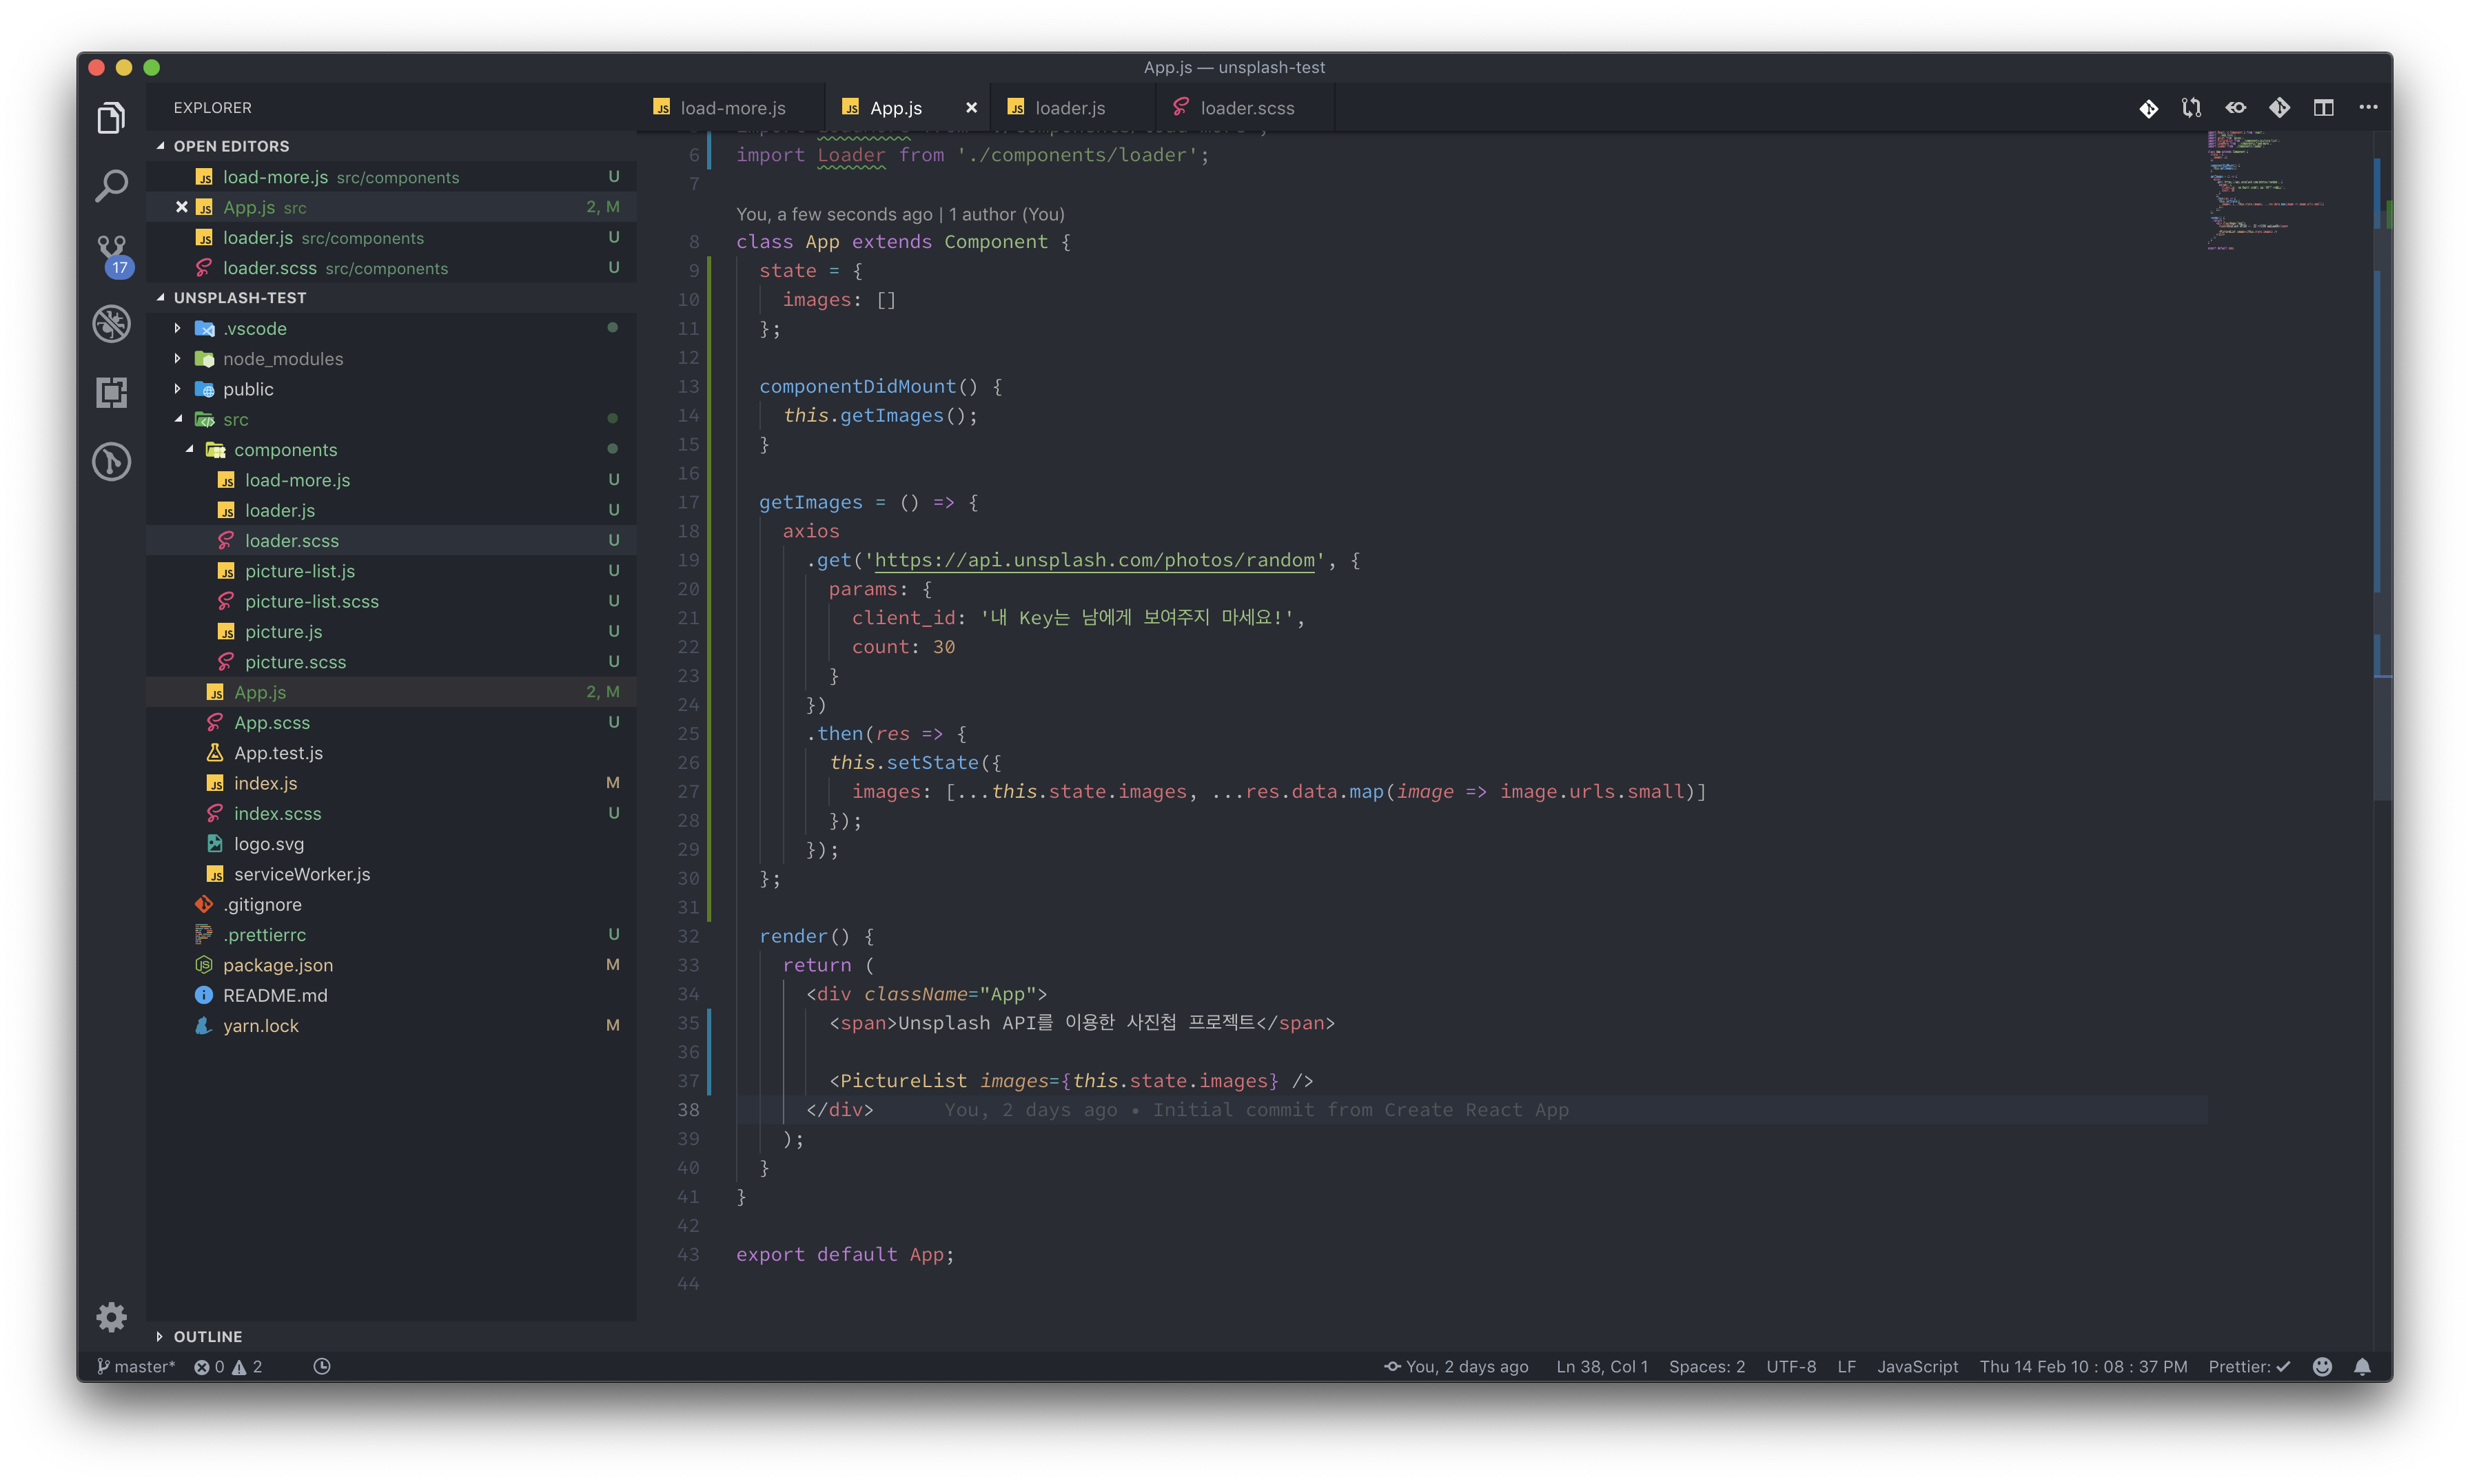 App.js — unsplash-test
EXPLORER
OPEN EDITORS
load-more.js src/components U
App.js src 2, M
loader.js src/components U
loader.scss src/components U
17
UNSPLASH-TEST
.vscode
node_modules
public
src
components
load-more.js U
loader.js U
loader.scss U
picture-list.js U
picture-list.scss U
picture.js U
picture.scss U
App.js 2, M
App.scss U
App.test.js
index.js M
index.scss U
logo.svg
serviceWorker.js
.gitignore
.prettierrc U
package.json M
README.md
yarn.lock M
OUTLINE
load-more.js App.js loader.js loader.scss
6 import Loader from './components/loader';
7
You, a few seconds ago | 1 author (You)
8 class App extends Component {
9 state = {
10 images: []
11 };
12
13 componentDidMount() {
14 this.getImages();
15 }
16
17 getImages = () => {
18 axios
19 .get('https://api.unsplash.com/photos/random', {
20 params: {
21 client_id: '내 Key는 남에게 보여주지 마세요!',
22 count: 30
23 }
24 })
25 .then(res => {
26 this.setState({
27 images: [...this.state.images, ...res.data.map(image => image.urls.small)]
28 });
29 });
30 };
31
32 render() {
33 return (
34 <div className="App">
35 <span>Unsplash API를 이용한 사진첩 프로젝트</span>
36
37 <PictureList images={this.state.images} />
38 </div> You, 2 days ago • Initial commit from Create React App
39 );
40 }
41 }
42
43 export default App;
44
master* 0 2 You, 2 days ago Ln 38, Col 1 Spaces: 2 UTF-8 LF JavaScript Thu 14 Feb 10 : 08 : 37 PM Prettier: ✓